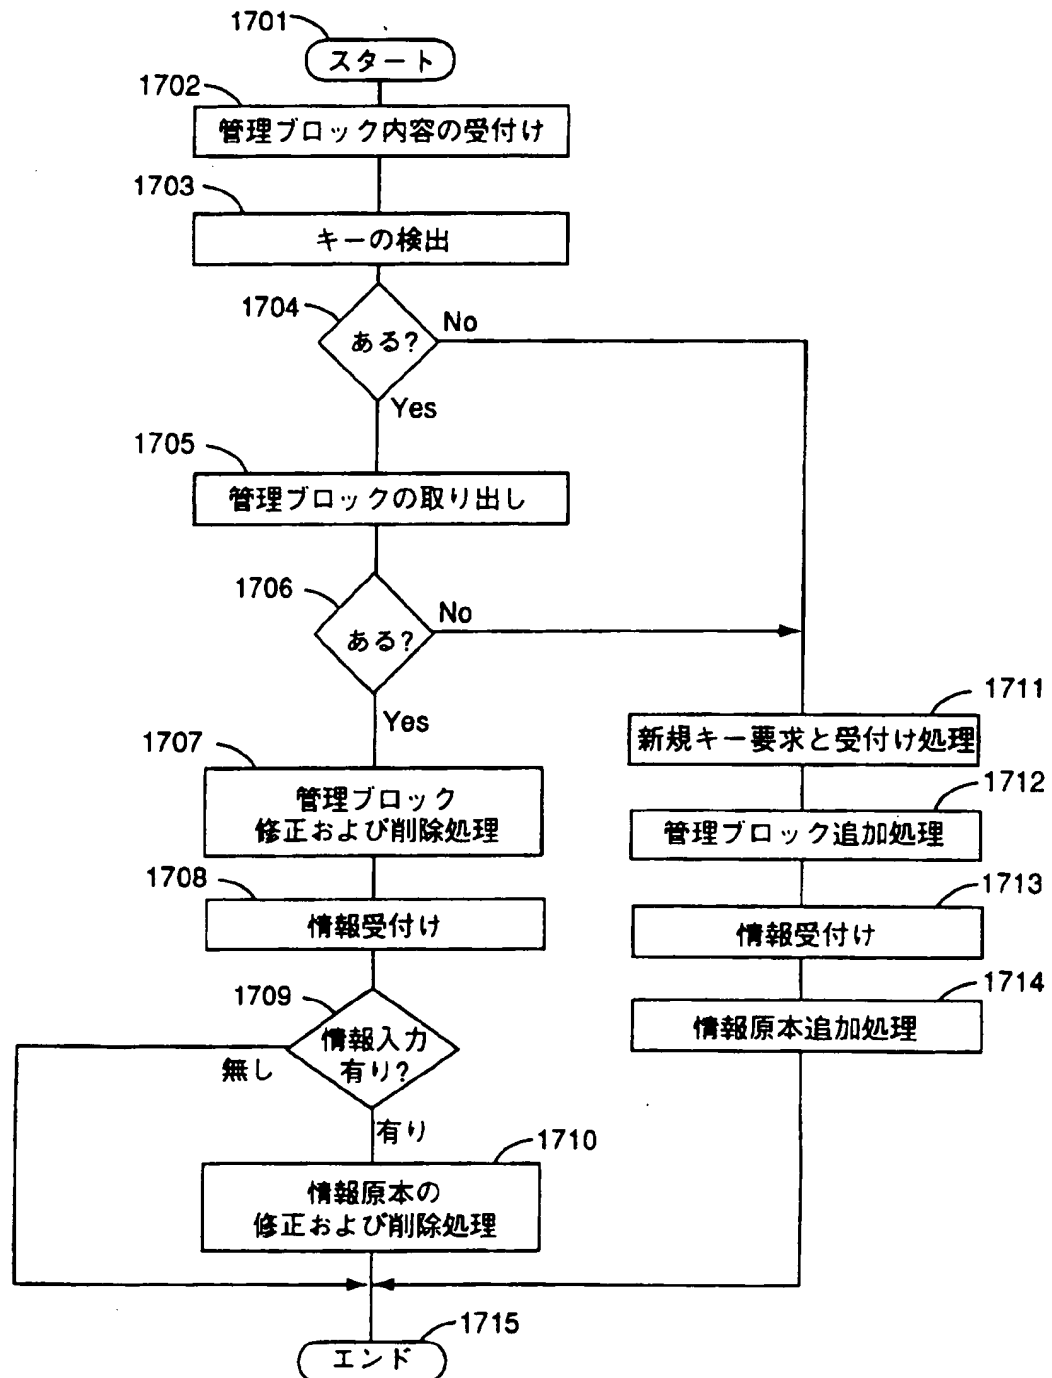 1701
スタート
1702
管理ブロック内容の受付け
1703
キーの検出
1704
ある?
No
Yes
1705
管理ブロックの取り出し
1706
ある?
No
Yes
1707
管理ブロック
修正および削除処理
1708
情報受付け
1709
情報入力
有り?
無し
有り
1710
情報原本の
修正および削除処理
1711
新規キー要求と受付け処理
1712
管理ブロック追加処理
1713
情報受付け
1714
情報原本追加処理
1715
エンド